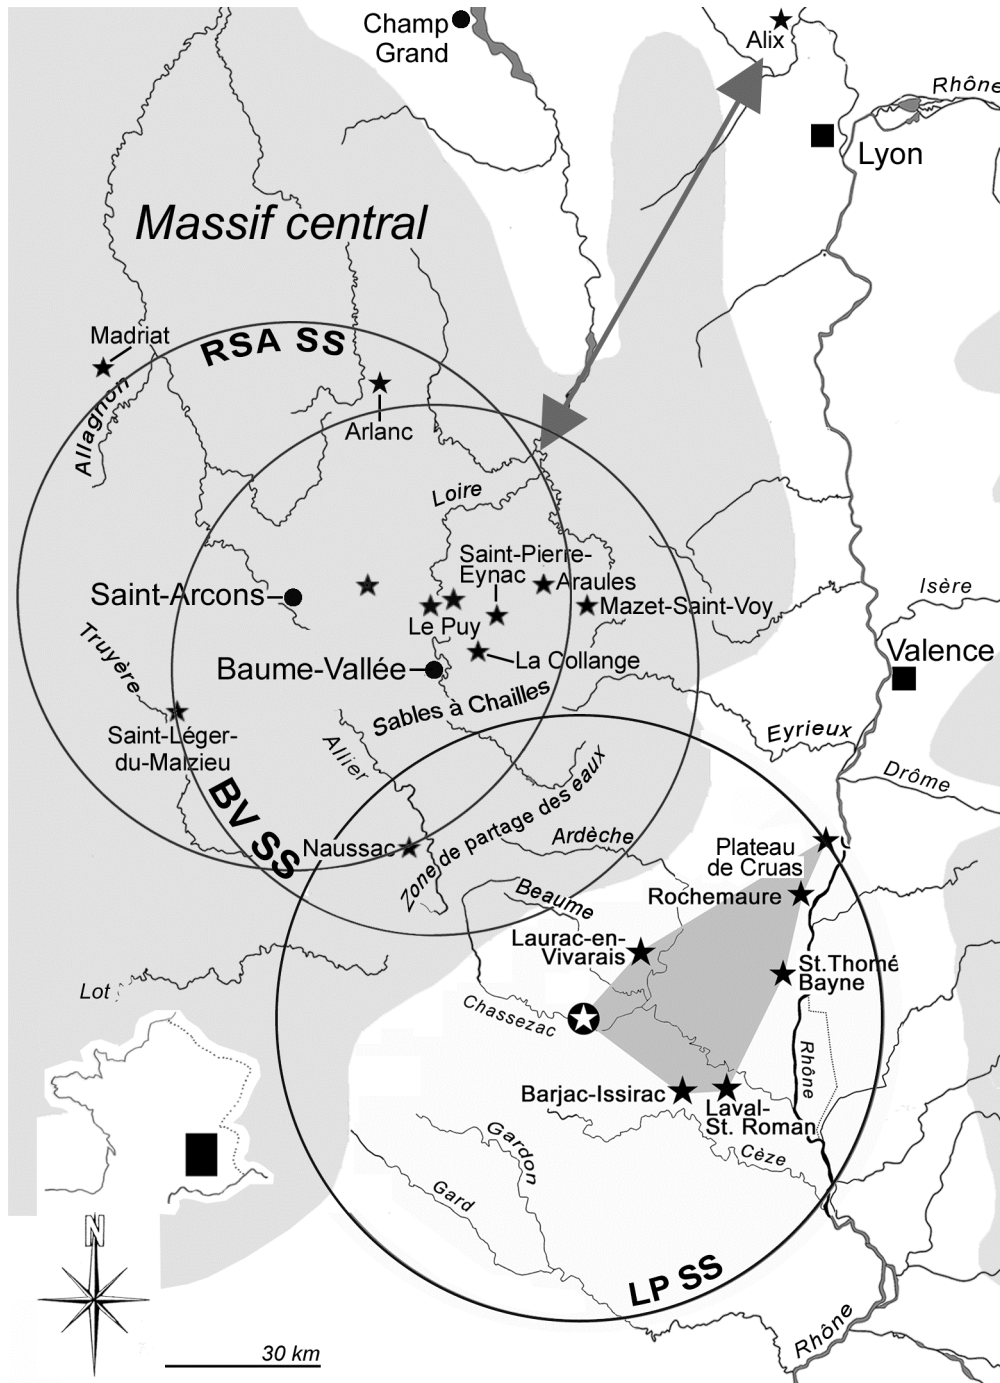 Champ
Grand
Alix
Rhône
Lyon
Massif central
Madriat
RSA SS
Allagnon
Arlanc
Loire
Saint-Pierre-
Eynac
Araules
Isère
Saint-Arcons
Mazet-Saint-Voy
Le Puy
Truyère
Valence
Baume-Vallée
La Collange
Sables à Chailles
Saint-Léger-
du-Malzieu
Allier
Eyrieux
Drôme
BV SS
Zone de partage des eaux
Naussac
Ardèche
Plateau
de Cruas
Rochemaure
Beaume
Laurac-en-
Vivarais
St.Thomé
Bayne
Lot
Chassezac
Rhône
Barjac-Issirac
Laval-
St. Roman
Gardon
Cèze
Gard
N
LP SS
Rhône
30 km